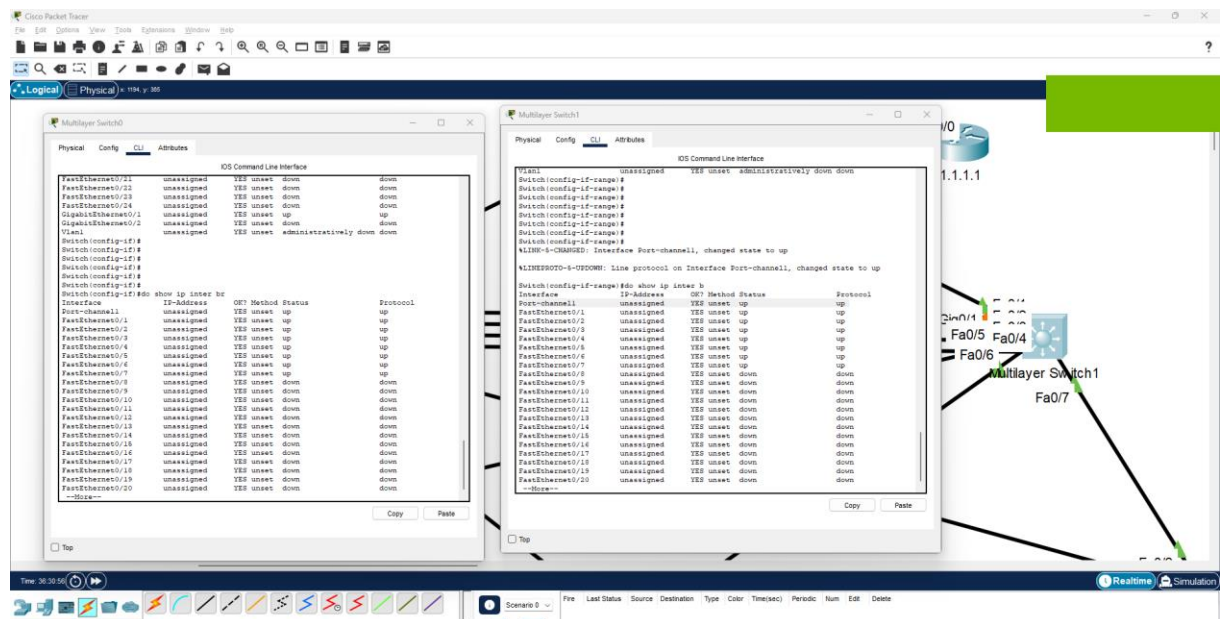 Cisco Packet Tracer
File Edit Options View Tools Extensions Window Help
?
Logical Physical x: 1194, y: 385
Multilayer Switch0
Physical Config CLI Attributes
IOS Command Line Interface
FastEthernet0/21 unassigned YES unset down down
FastEthernet0/22 unassigned YES unset down down
FastEthernet0/23 unassigned YES unset down down
FastEthernet0/24 unassigned YES unset down down
GigabitEthernet0/1 unassigned YES unset up up
GigabitEthernet0/2 unassigned YES unset down down
Vlan1 unassigned YES unset administratively down down
Switch(config-if)#
Switch(config-if)#
Switch(config-if)#
Switch(config-if)#
Switch(config-if)#
Switch(config-if)#
Switch(config-if)#do show ip inter br
Interface IP-Address OK? Method Status Protocol
Port-channel1 unassigned YES unset up up
FastEthernet0/1 unassigned YES unset up up
FastEthernet0/2 unassigned YES unset up up
FastEthernet0/3 unassigned YES unset up up
FastEthernet0/4 unassigned YES unset up up
FastEthernet0/5 unassigned YES unset up up
FastEthernet0/6 unassigned YES unset up up
FastEthernet0/7 unassigned YES unset up up
FastEthernet0/8 unassigned YES unset down down
FastEthernet0/9 unassigned YES unset down down
FastEthernet0/10 unassigned YES unset down down
FastEthernet0/11 unassigned YES unset down down
FastEthernet0/12 unassigned YES unset down down
FastEthernet0/13 unassigned YES unset down down
FastEthernet0/14 unassigned YES unset down down
FastEthernet0/15 unassigned YES unset down down
FastEthernet0/16 unassigned YES unset down down
FastEthernet0/17 unassigned YES unset down down
FastEthernet0/18 unassigned YES unset down down
FastEthernet0/19 unassigned YES unset down down
FastEthernet0/20 unassigned YES unset down down
--More--
Copy Paste
Top
Multilayer Switch1
Physical Config CLI Attributes
IOS Command Line Interface
Vlan1 unassigned YES unset administratively down down
Switch(config-if-range)#
Switch(config-if-range)#
Switch(config-if-range)#
Switch(config-if-range)#
Switch(config-if-range)#
Switch(config-if-range)#
Switch(config-if-range)#
Switch(config-if-range)#
%LINK-5-CHANGED: Interface Port-channel1, changed state to up
%LINEPROTO-5-UPDOWN: Line protocol on Interface Port-channel1, changed state to up
Switch(config-if-range)#do show ip inter b
Interface IP-Address OK? Method Status Protocol
Port-channel1 unassigned YES unset up up
FastEthernet0/1 unassigned YES unset up up
FastEthernet0/2 unassigned YES unset up up
FastEthernet0/3 unassigned YES unset up up
FastEthernet0/4 unassigned YES unset up up
FastEthernet0/5 unassigned YES unset up up
FastEthernet0/6 unassigned YES unset up up
FastEthernet0/7 unassigned YES unset up up
FastEthernet0/8 unassigned YES unset down down
FastEthernet0/9 unassigned YES unset down down
FastEthernet0/10 unassigned YES unset down down
FastEthernet0/11 unassigned YES unset down down
FastEthernet0/12 unassigned YES unset down down
FastEthernet0/13 unassigned YES unset down down
FastEthernet0/14 unassigned YES unset down down
FastEthernet0/15 unassigned YES unset down down
FastEthernet0/16 unassigned YES unset down down
FastEthernet0/17 unassigned YES unset down down
FastEthernet0/18 unassigned YES unset down down
FastEthernet0/19 unassigned YES unset down down
FastEthernet0/20 unassigned YES unset down down
--More--
Copy Paste
Top
/0
1.1.1.1
Gig0/1
Fa0/5 Fa0/4
Fa0/6
Multilayer Switch1
Fa0/7
Time: 36:30:56
Realtime Simulation
Scenario 0
Fire Last Status Source Destination Type Color Time(sec) Periodic Num Edit Delete